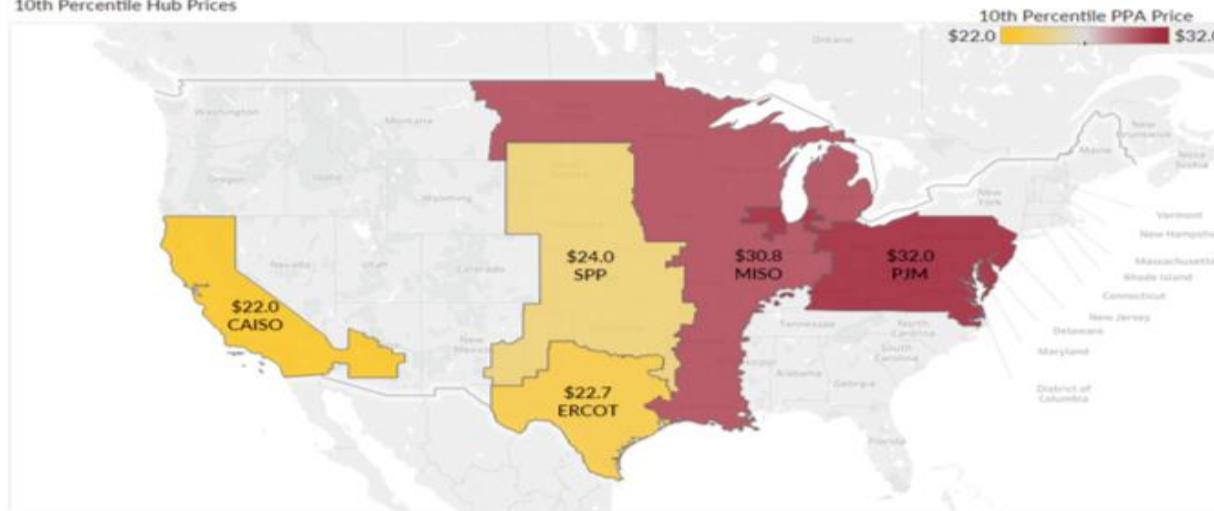 10th Percentile Hub Prices
10th Percentile PPA Price
$22.0 $32.0
Ontario
Washington
Montana
New
Brunswick
Maine
Nova
Scotia
Oregon
Idaho
Wyoming
New
York
Vermont
New Hampshire
Massachusetts
Rhode Island
Connecticut
New Jersey
Delaware
Maryland
District of
Columbia
Nevada
Utah
Colorado
$24.0
SPP
$30.8
MISO
$32.0
PJM
$22.0
CAISO
New
Mexico
Tennessee
North
Carolina
South
Carolina
Alabama
Georgia
$22.7
ERCOT
Florida